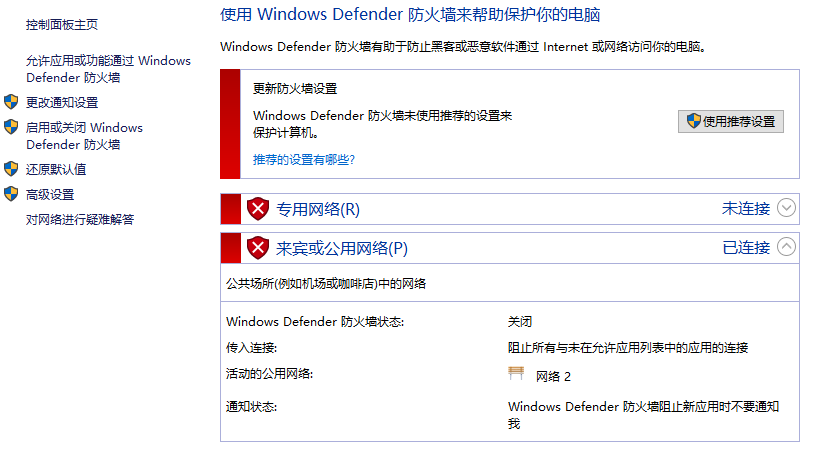 控制面板主页
允许应用或功能通过 Windows
Defender 防火墙
更改通知设置
启用或关闭 Windows
Defender 防火墙
还原默认值
高级设置
对网络进行疑难解答
使用 Windows Defender 防火墙来帮助保护你的电脑
Windows Defender 防火墙有助于防止黑客或恶意软件通过 Internet 或网络访问你的电脑。
更新防火墙设置
Windows Defender 防火墙未使用推荐的设置来
保护计算机。
使用推荐设置
推荐的设置有哪些?
专用网络(R) 未连接
来宾或公用网络(P) 已连接
公共场所(例如机场或咖啡店)中的网络
Windows Defender 防火墙状态: 关闭
传入连接: 阻止所有与未在允许应用列表中的应用的连接
活动的公用网络: 网络 2
通知状态: Windows Defender 防火墙阻止新应用时不要通知
我